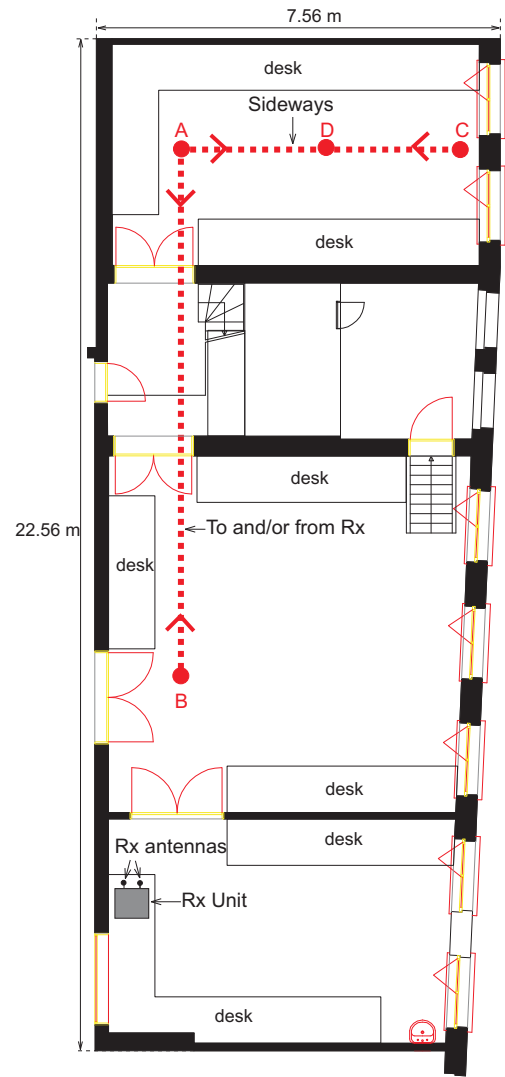 7.56 m
desk
Sideways
A
D
C
desk
desk
22.56 m
To and/or from Rx
desk
B
desk
desk
Rx antennas
Rx Unit
desk